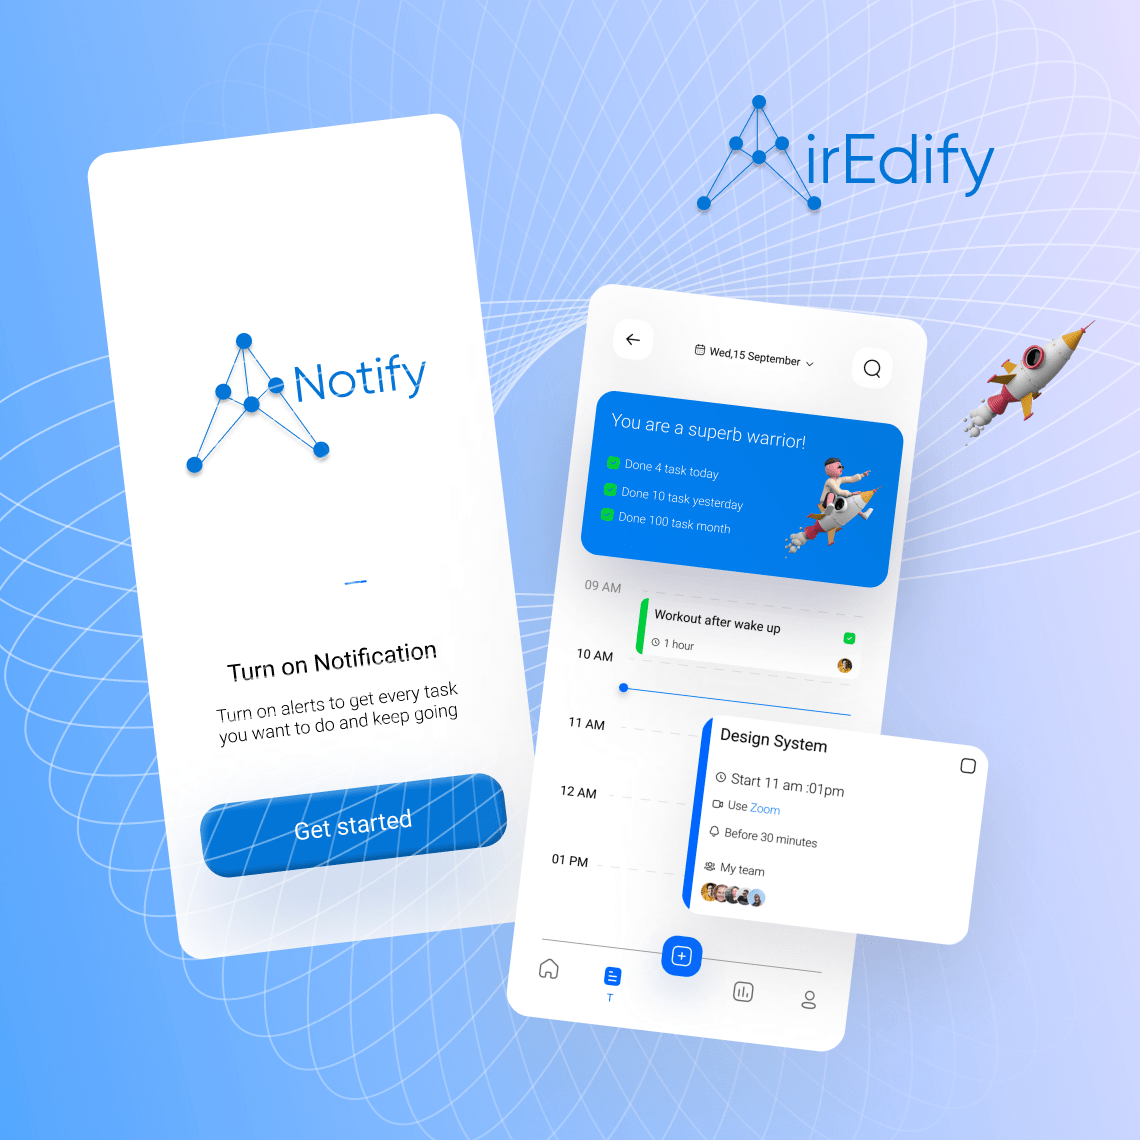 irEdify
Notify
Turn on Notification
Turn on alerts to get every task
you want to do and keep going
Get started
Wed,15 September
You are a superb warrior!
Done 4 task today
Done 10 task yesterday
Done 100 task month
09 AM
Workout after wake up
1 hour
10 AM
11 AM
Design System
Start 11 am :01pm
Use Zoom
12 AM
Before 30 minutes
01 PM
My team
T